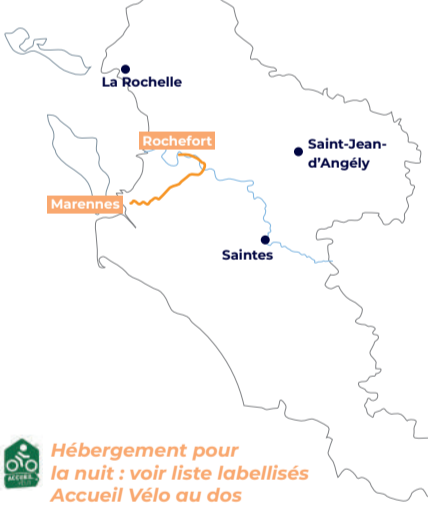 La Rochelle
Rochefort
Saint-Jean-
d'Angély
Marennes
Saintes
Hébergement pour
la nuit : voir liste labellisés
Accueil Vélo au dos
ACCUEIL